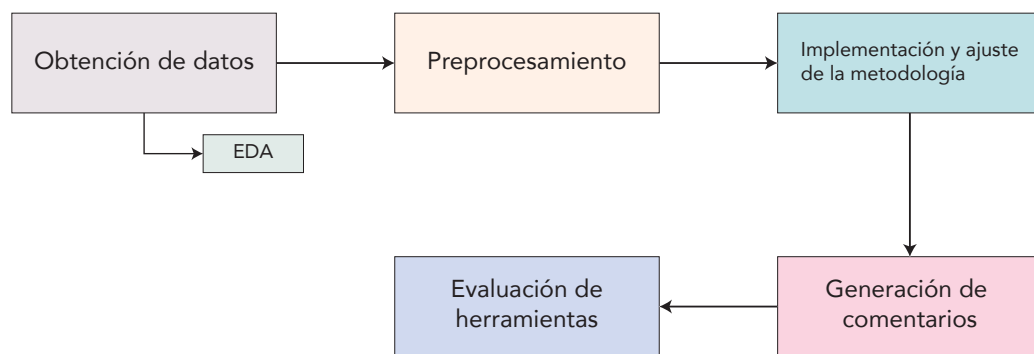 Obtención de datos
Preprocesamiento
Implementación y ajuste
de la metodología
EDA
Evaluación de
herramientas
Generación de
comentarios